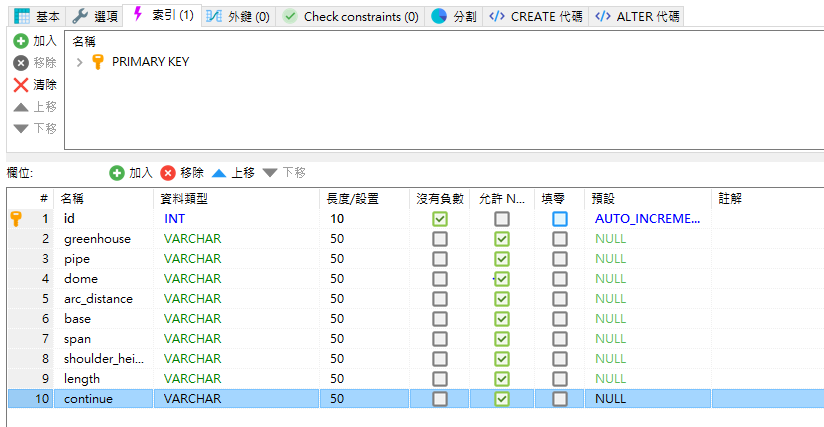 基本 選項 索引 (1) 外鍵 (0) Check constraints (0) 分割 </> CREATE 代碼 </> ALTER 代碼
加入 名稱
移除 PRIMARY KEY
清除
上移
下移
欄位: 加入 移除 上移 下移
# 名稱 資料類型 長度/設置 沒有負數 允許 N... 填零 預設 註解
1 id INT 10 AUTO_INCREME...
2 greenhouse VARCHAR 50 NULL
3 pipe VARCHAR 50 NULL
4 dome VARCHAR 50 NULL
5 arc_distance VARCHAR 50 NULL
6 base VARCHAR 50 NULL
7 span VARCHAR 50 NULL
8 shoulder_hei... VARCHAR 50 NULL
9 length VARCHAR 50 NULL
10 continue VARCHAR 50 NULL